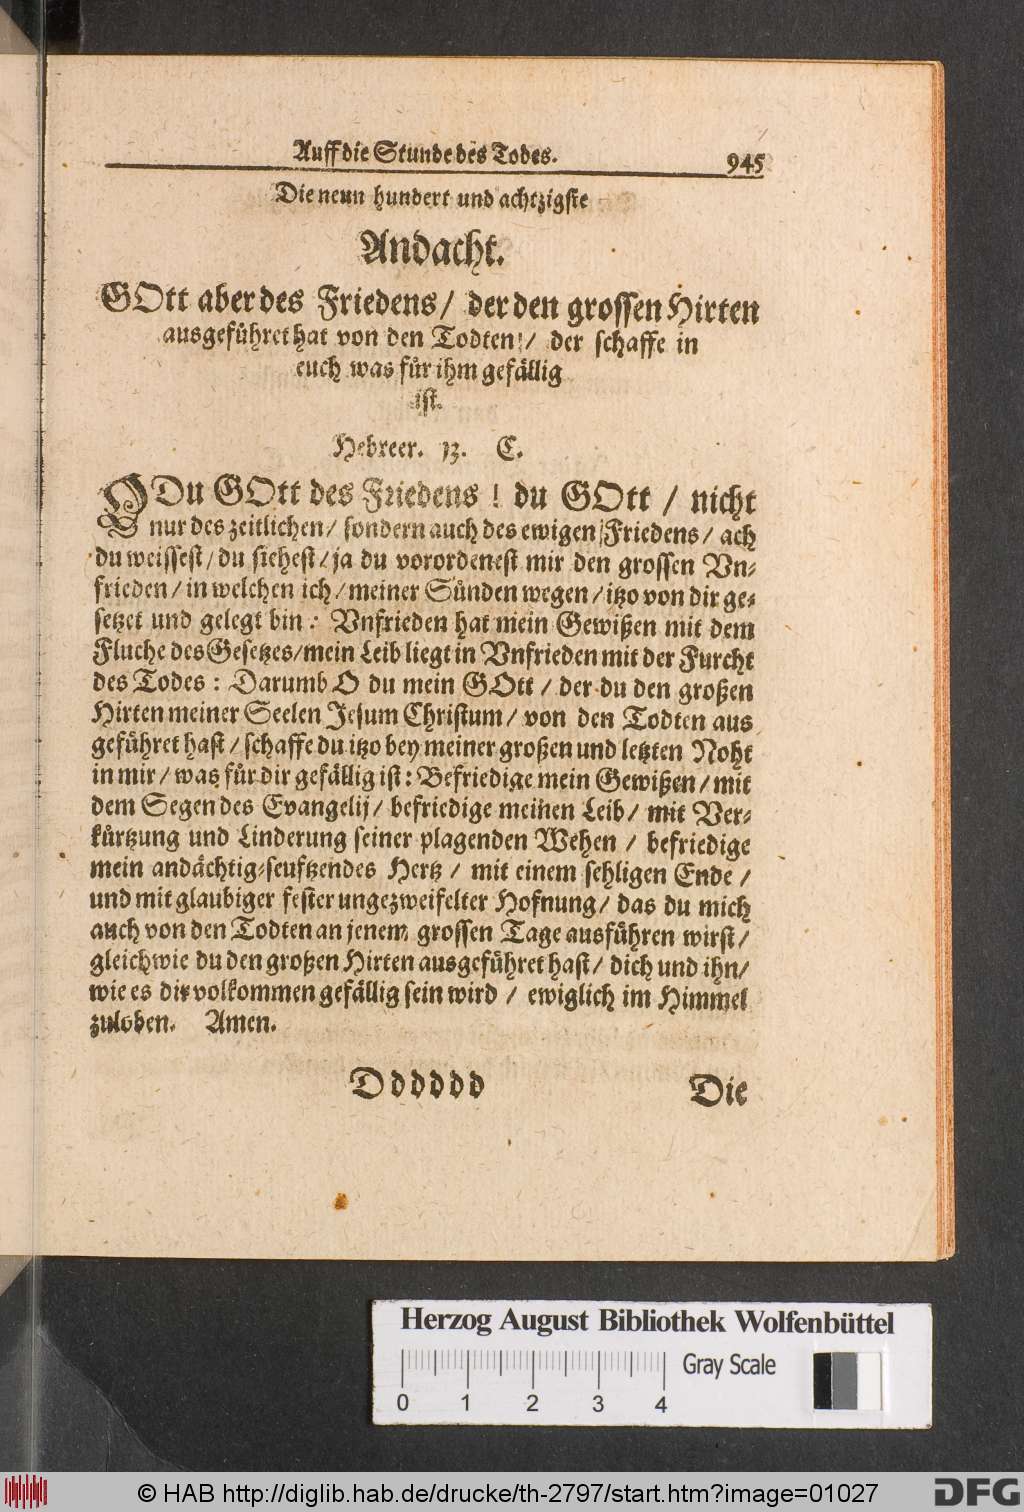 Auff die Stunde des Todes. 945
Die neun hundert und achtzigste
Andacht.
GOtt aber des Friedens / der den grossen Hirten
ausgeführet hat von den Todten / der schaffe in
euch was für ihm gefällig
ist.
Hebreer. 13. C.
O Du GOtt des Friedens ! du GOtt / nicht
nur des zeitlichen / sondern auch des ewigen Friedens / ach
du weissest / du siehest / ja du vorordenest mir den grossen Vn-
frieden / in welchen ich / meiner Sünden wegen / itzo von dir ge-
setzet und gelegt bin : Vnfrieden hat mein Gewißen mit dem
Fluche des Gesetzes / mein Leib liegt in Vnfrieden mit der Furcht
des Todes : Darumb O du mein GOtt / der du den großen
Hirten meiner Seelen Jesum Christum / von den Todten aus
geführet hast / schaffe du itzo bey meiner großen und letzten Noht
in mir / was für dir gefällig ist : Befriedige mein Gewißen / mit
dem Segen des Evangelij / befriedige meinen Leib / mit Ver-
kürtzung und Linderung seiner plagenden Wehen / befriedige
mein andächtig-seuftzendes Hertz / mit einem sehligen Ende /
und mit glaubiger fester ungezweifelter Hofnung / das du mich
auch von den Todten an jenem grossen Tage ausführen wirst /
gleichwie du den großen Hirten ausgeführet hast / dich und ihn /
wie es dir volkommen gefällig sein wird / ewiglich im Himmel
zuloben. Amen.
Dddddd Die
Herzog August Bibliothek Wolfenbüttel
0 1 2 3 4 Gray Scale
© HAB http://diglib.hab.de/drucke/th-2797/start.htm?image=01027
DFG